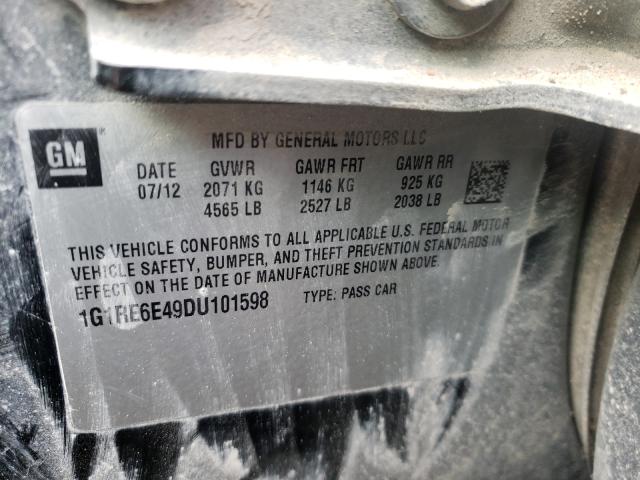 GM ®
MFD BY GENERAL MOTORS LLC
DATE GVWR GAWR FRT GAWR RR
07/12 2071 KG 1146 KG 925 KG
4565 LB 2527 LB 2038 LB
THIS VEHICLE CONFORMS TO ALL APPLICABLE U.S. FEDERAL MOTOR
VEHICLE SAFETY, BUMPER, AND THEFT PREVENTION STANDARDS IN
EFFECT ON THE DATE OF MANUFACTURE SHOWN ABOVE.
1G1RE6E49DU101598 TYPE: PASS CAR